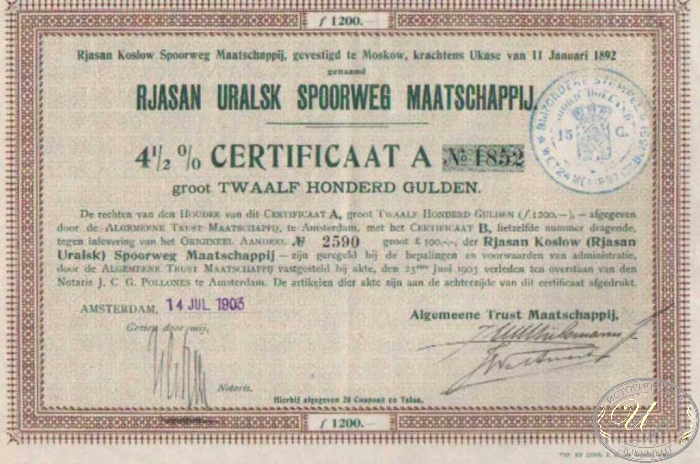 ƒ 1200.—
Rjasan Koslow Spoorweg Maatschappij, gevestigd te Moskow, krachtens Ukase van 11 Januari 1892
genaamd
RJASAN URALSK SPOORWEG MAATSCHAPPIJ.
4½ % CERTIFICAAT A № 1852
groot TWAALF HONDERD GULDEN.
15 C.
De rechten van den HOUDER van dit CERTIFICAAT A, groot TWAALF HONDERD GULDEN (ƒ 1200.—), – afgegeven
door de ALGEMEENE TRUST MAATSCHAPPIJ, te Amsterdam, met het CERTIFICAAT B, hetzelfde nummer dragende,
tegen inlevering van het ORIGINEEL AANDEEL № 2590 groot £ 100.—.—, der Rjasan Koslow (Rjasan
Uralsk) Spoorweg Maatschappij – zijn geregeld bij de bepalingen en voorwaarden van administratie,
door de ALGEMEENE TRUST MAATSCHAPPIJ vastgesteld bij akte, den 23sten Juni 1903 verleden ten overstaan van den
Notaris J. C. G. POLLONES te Amsterdam. De artikelen dier akte zijn aan de achterzijde van dit certificaat afgedrukt.
AMSTERDAM, 14 JUL. 1903
Gezien door mij,
Algemeene Trust Maatschappij,
Notaris.
Hierbij afgegeven 20 Coupons en Talon.
ƒ 1200.—